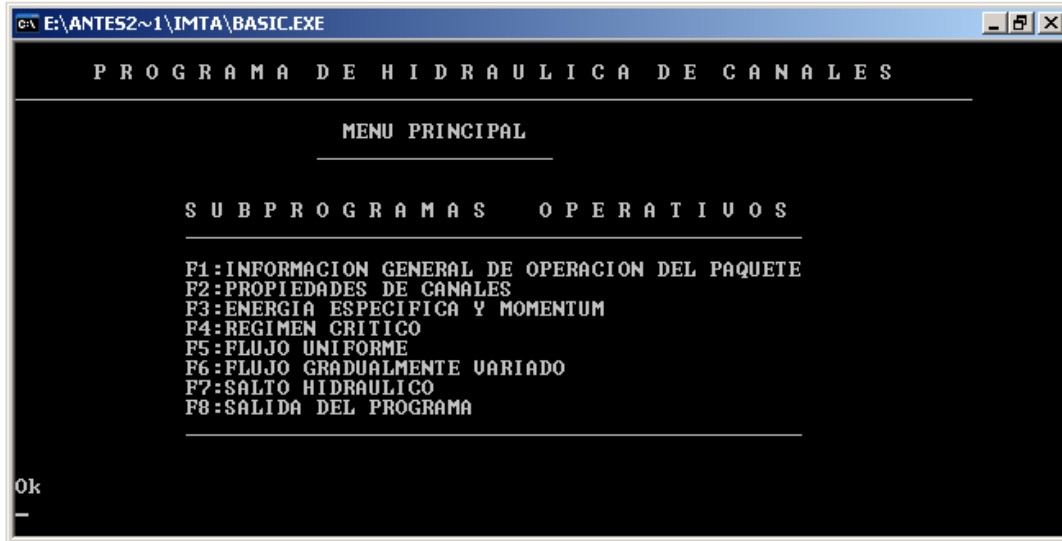 E:\ANTES2~1\IMTA\BASIC.EXE
P R O G R A M A D E H I D R A U L I C A D E C A N A L E S
MENU PRINCIPAL
S U B P R O G R A M A S O P E R A T I V O S
F1:INFORMACION GENERAL DE OPERACION DEL PAQUETE
F2:PROPIEDADES DE CANALES
F3:ENERGIA ESPECIFICA Y MOMENTUM
F4:REGIMEN CRITICO
F5:FLUJO UNIFORME
F6:FLUJO GRADUALMENTE VARIADO
F7:SALTO HIDRAULICO
F8:SALIDA DEL PROGRAMA
Ok